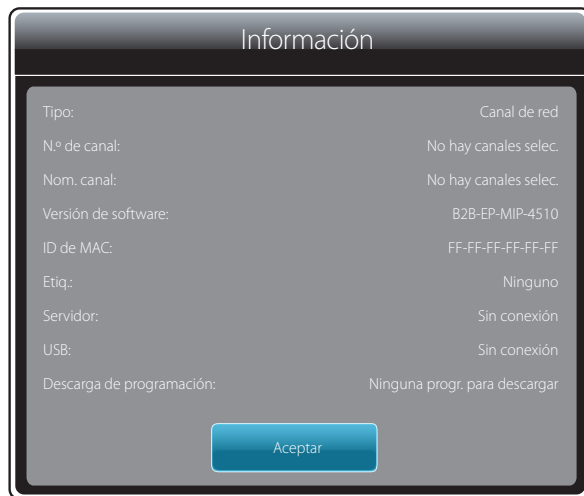 Información
Tipo: Canal de red
N.º de canal: No hay canales selec.
Nom. canal: No hay canales selec.
Versión de software: B2B-EP-MIP-4510
ID de MAC: FF-FF-FF-FF-FF-FF
Etiq.: Ninguno
Servidor: Sin conexión
USB: Sin conexión
Descarga de programación: Ninguna progr. para descargar
Aceptar